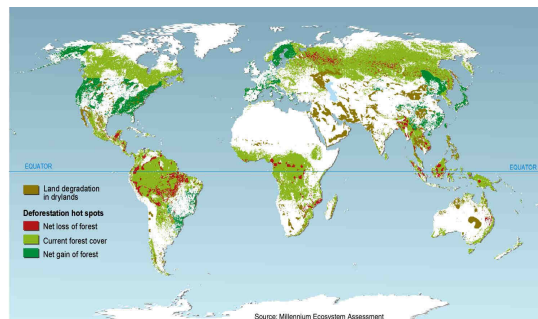 EQUATOR
EQUATOR
Land degradation
in drylands
Deforestation hot spots
Net loss of forest
Current forest cover
Net gain of forest
Source: Millennium Ecosystem Assessment